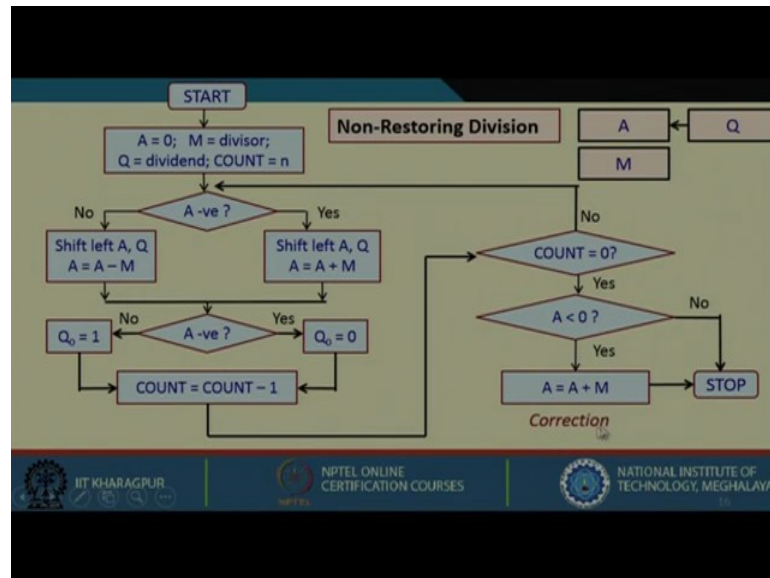 START
Non-Restoring Division
A
Q
M
A = 0; M = divisor;
Q = dividend; COUNT = n
No
A -ve ?
Yes
Shift left A, Q
A = A – M
Shift left A, Q
A = A + M
No
COUNT = 0?
Yes
Q₀ = 1
No
A -ve ?
Yes
Q₀ = 0
A < 0 ?
No
Yes
COUNT = COUNT – 1
A = A + M
STOP
Correction
IIT KHARAGPUR
NPTEL
NPTEL ONLINE
CERTIFICATION COURSES
NATIONAL INSTITUTE OF
TECHNOLOGY, MEGHALAYA
16